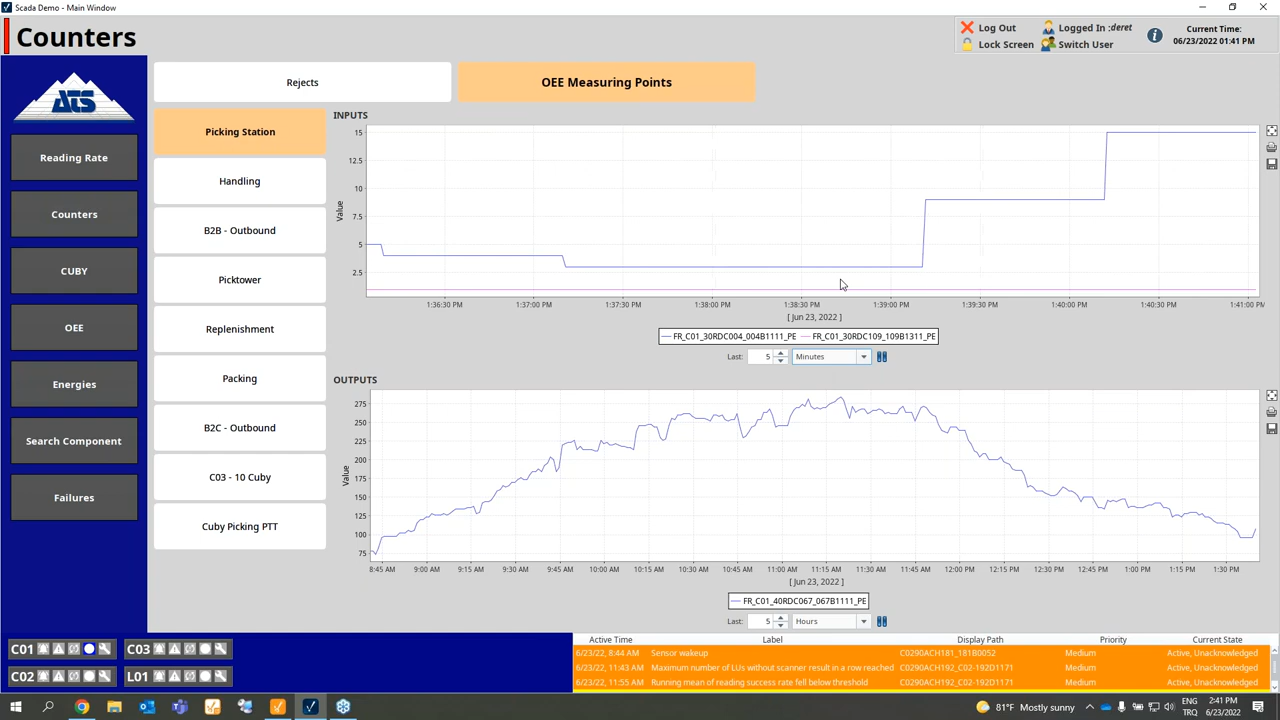 Scada Demo - Main Window
Counters
Log Out
Logged In :deret
Lock Screen
Switch User
Current Time:
06/23/2022 01:41 PM
ATS
Reading Rate
Counters
CUBY
OEE
Energies
Search Component
Failures
Rejects
OEE Measuring Points
Picking Station
Handling
B2B - Outbound
Picktower
Replenishment
Packing
B2C - Outbound
C03 - 10 Cuby
Cuby Picking PTT
INPUTS
Value
15
12.5
10
7.5
5
2.5
1:36:30 PM 1:37:00 PM 1:37:30 PM 1:38:00 PM 1:38:30 PM 1:39:00 PM 1:39:30 PM 1:40:00 PM 1:40:30 PM 1:41:00 PM
[ Jun 23, 2022 ]
FR_C01_30RDC004_004B1111_PE FR_C01_30RDC109_109B1311_PE
Last: 5 Minutes
OUTPUTS
Value
275
250
225
200
175
150
125
100
75
8:45 AM 9:00 AM 9:15 AM 9:30 AM 9:45 AM 10:00 AM 10:15 AM 10:30 AM 10:45 AM 11:00 AM 11:15 AM 11:30 AM 11:45 AM 12:00 PM 12:15 PM 12:30 PM 12:45 PM 1:00 PM 1:15 PM 1:30 PM
[ Jun 23, 2022 ]
FR_C01_40RDC067_067B1111_PE
Last: 5 Hours
C01
C03
C02
L01
Active Time Label Display Path Priority Current State
6/23/22, 8:44 AM Sensor wakeup C0290ACH181_181B0052 Medium Active, Unacknowledged
6/23/22, 11:43 AM Maximum number of LUs without scanner result in a row reached C0290ACH192_C02-192D1171 Medium Active, Unacknowledged
6/23/22, 11:55 AM Running mean of reading success rate fell below threshold C0290ACH192_C02-192D1171 Medium Active, Unacknowledged
81°F Mostly sunny
ENG
TRQ
2:41 PM
6/23/2022